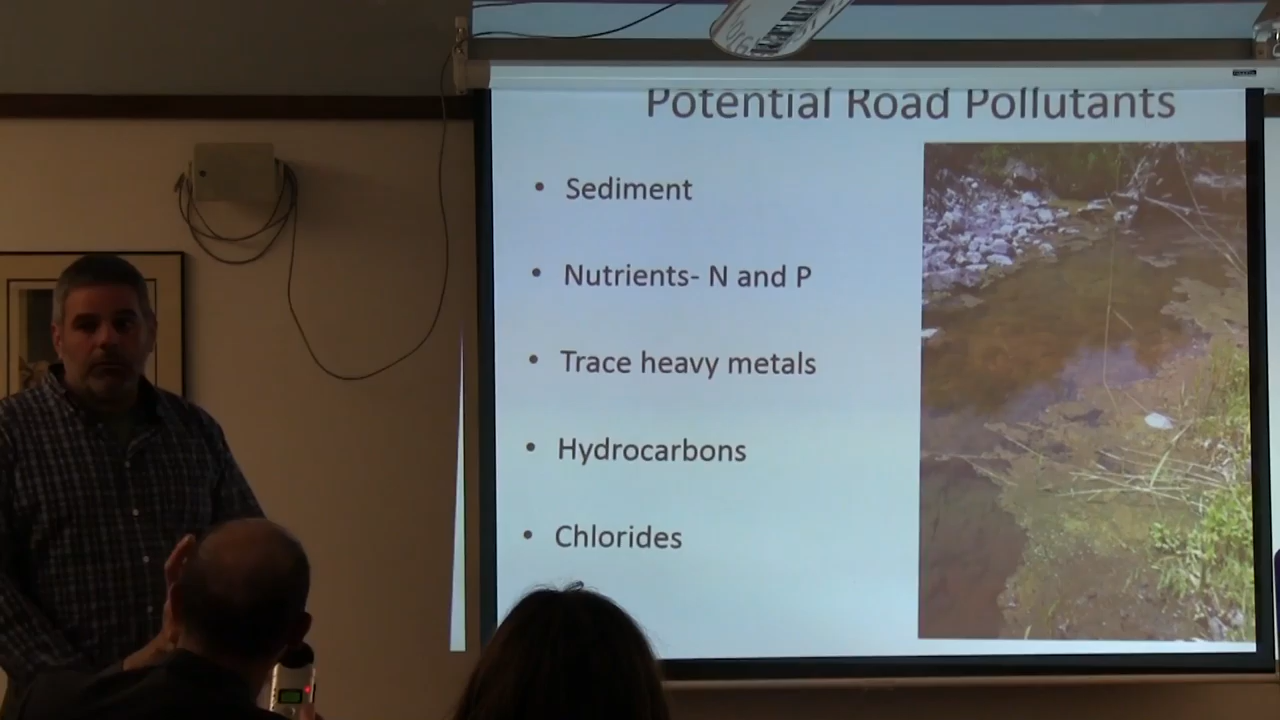 Potential Road Pollutants
• Sediment
• Nutrients- N and P
• Trace heavy metals
• Hydrocarbons
• Chlorides